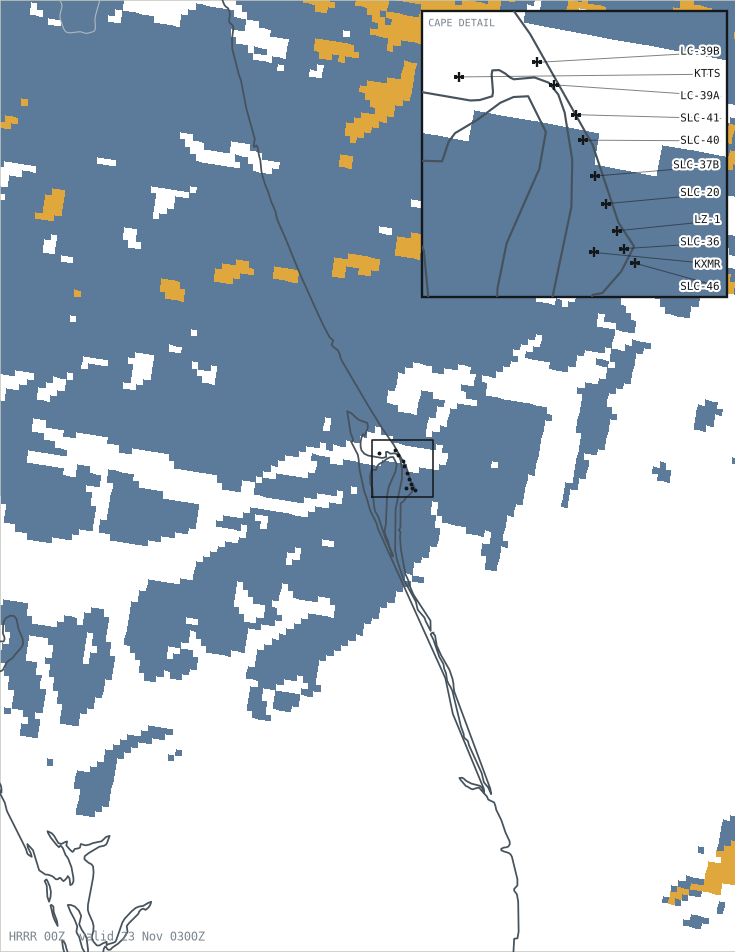 CAPE DETAIL
LC-39B
KTTS
LC-39A
SLC-41
SLC-40
SLC-37B
SLC-20
LZ-1
SLC-36
KXMR
SLC-46
HRRR 00Z valid 23 Nov 0300Z